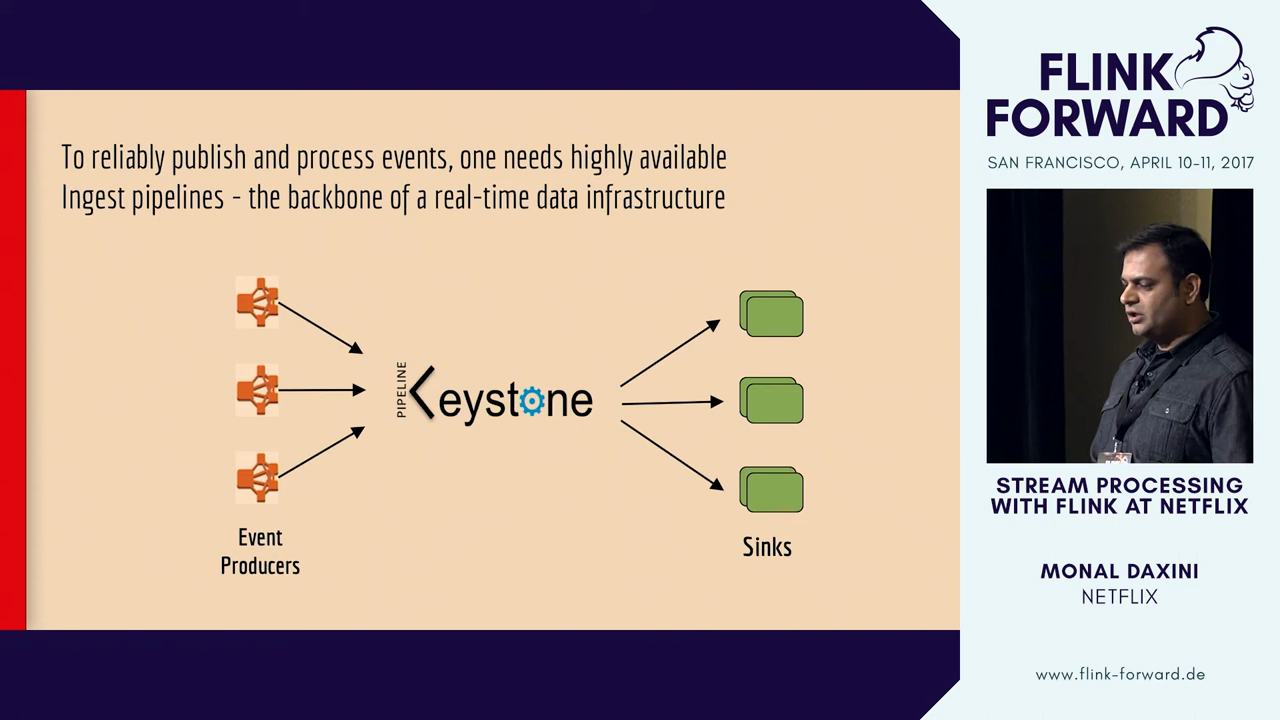 To reliably publish and process events, one needs highly available
Ingest pipelines - the backbone of a real-time data infrastructure
PIPELINE
Keystone
Event
Producers
Sinks
FLINK
FORWARD
SAN FRANCISCO, APRIL 10-11, 2017
STREAM PROCESSING
WITH FLINK AT NETFLIX
MONAL DAXINI
NETFLIX
www.flink-forward.de